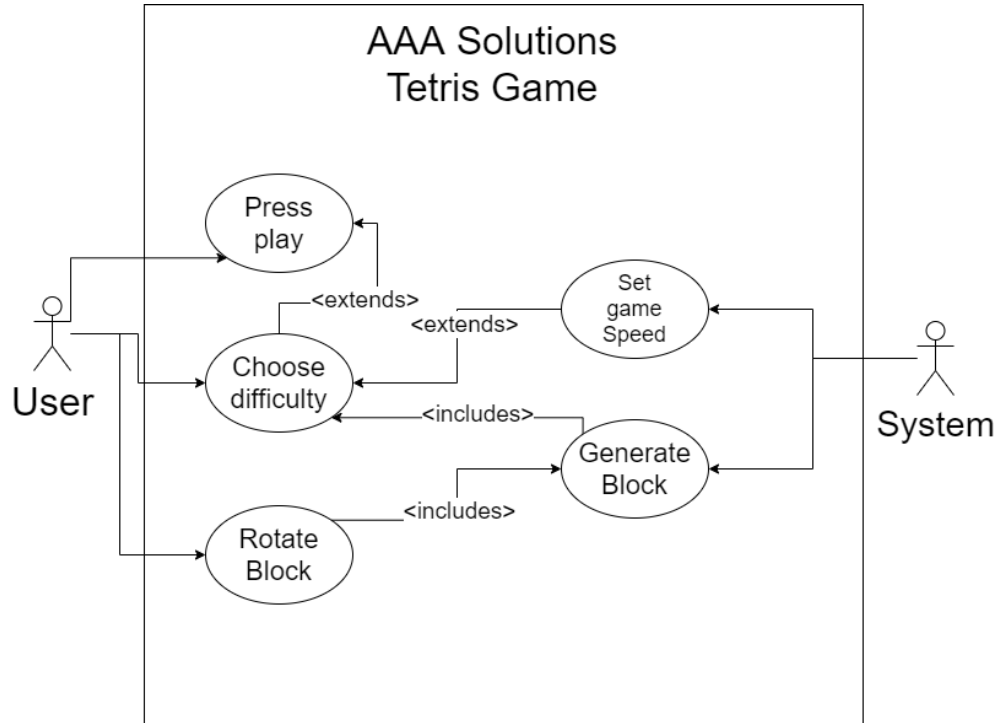 AAA Solutions
Tetris Game
Press
play
<extends>
Set
game
Speed
<extends>
Choose
difficulty
User
System
<includes>
Generate
Block
<includes>
Rotate
Block